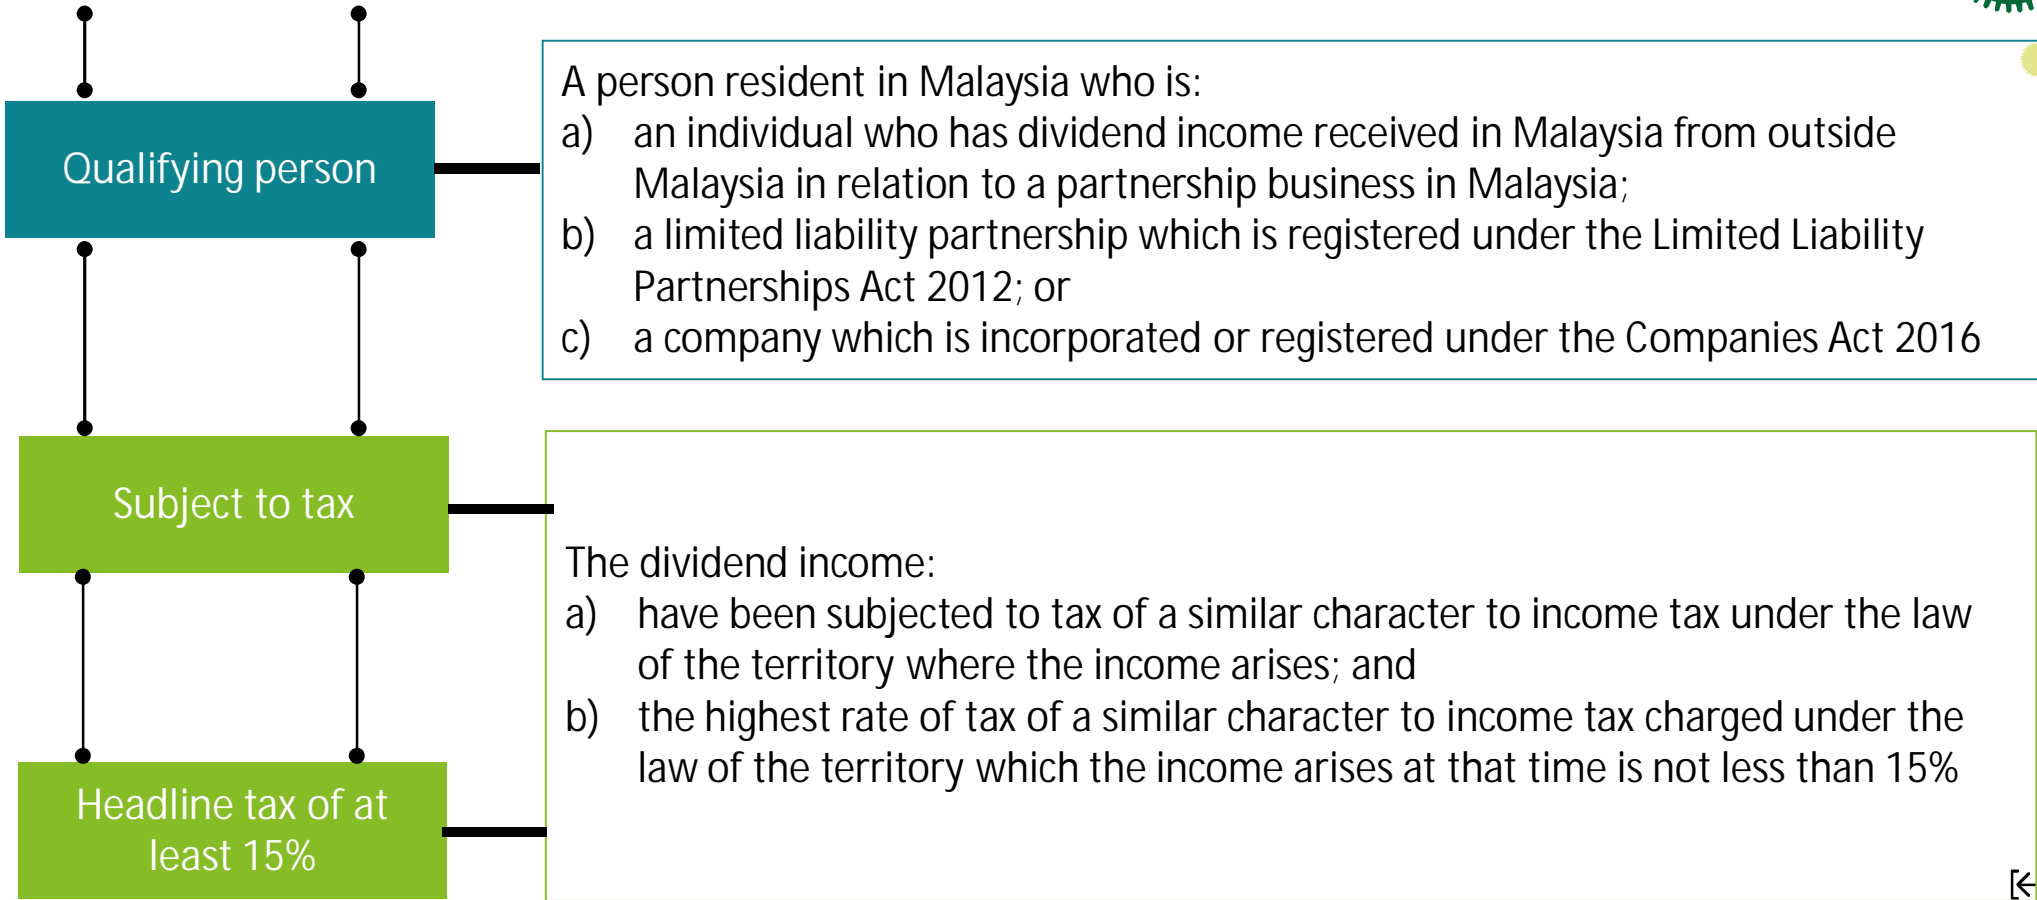 Qualifying person
A person resident in Malaysia who is:
a) an individual who has dividend income received in Malaysia from outside
Malaysia in relation to a partnership business in Malaysia;
b) a limited liability partnership which is registered under the Limited Liability
Partnerships Act 2012; or
c) a company which is incorporated or registered under the Companies Act 2016
Subject to tax
Headline tax of at
least 15%
The dividend income:
a) have been subjected to tax of a similar character to income tax under the law
of the territory where the income arises; and
b) the highest rate of tax of a similar character to income tax charged under the
law of the territory which the income arises at that time is not less than 15%